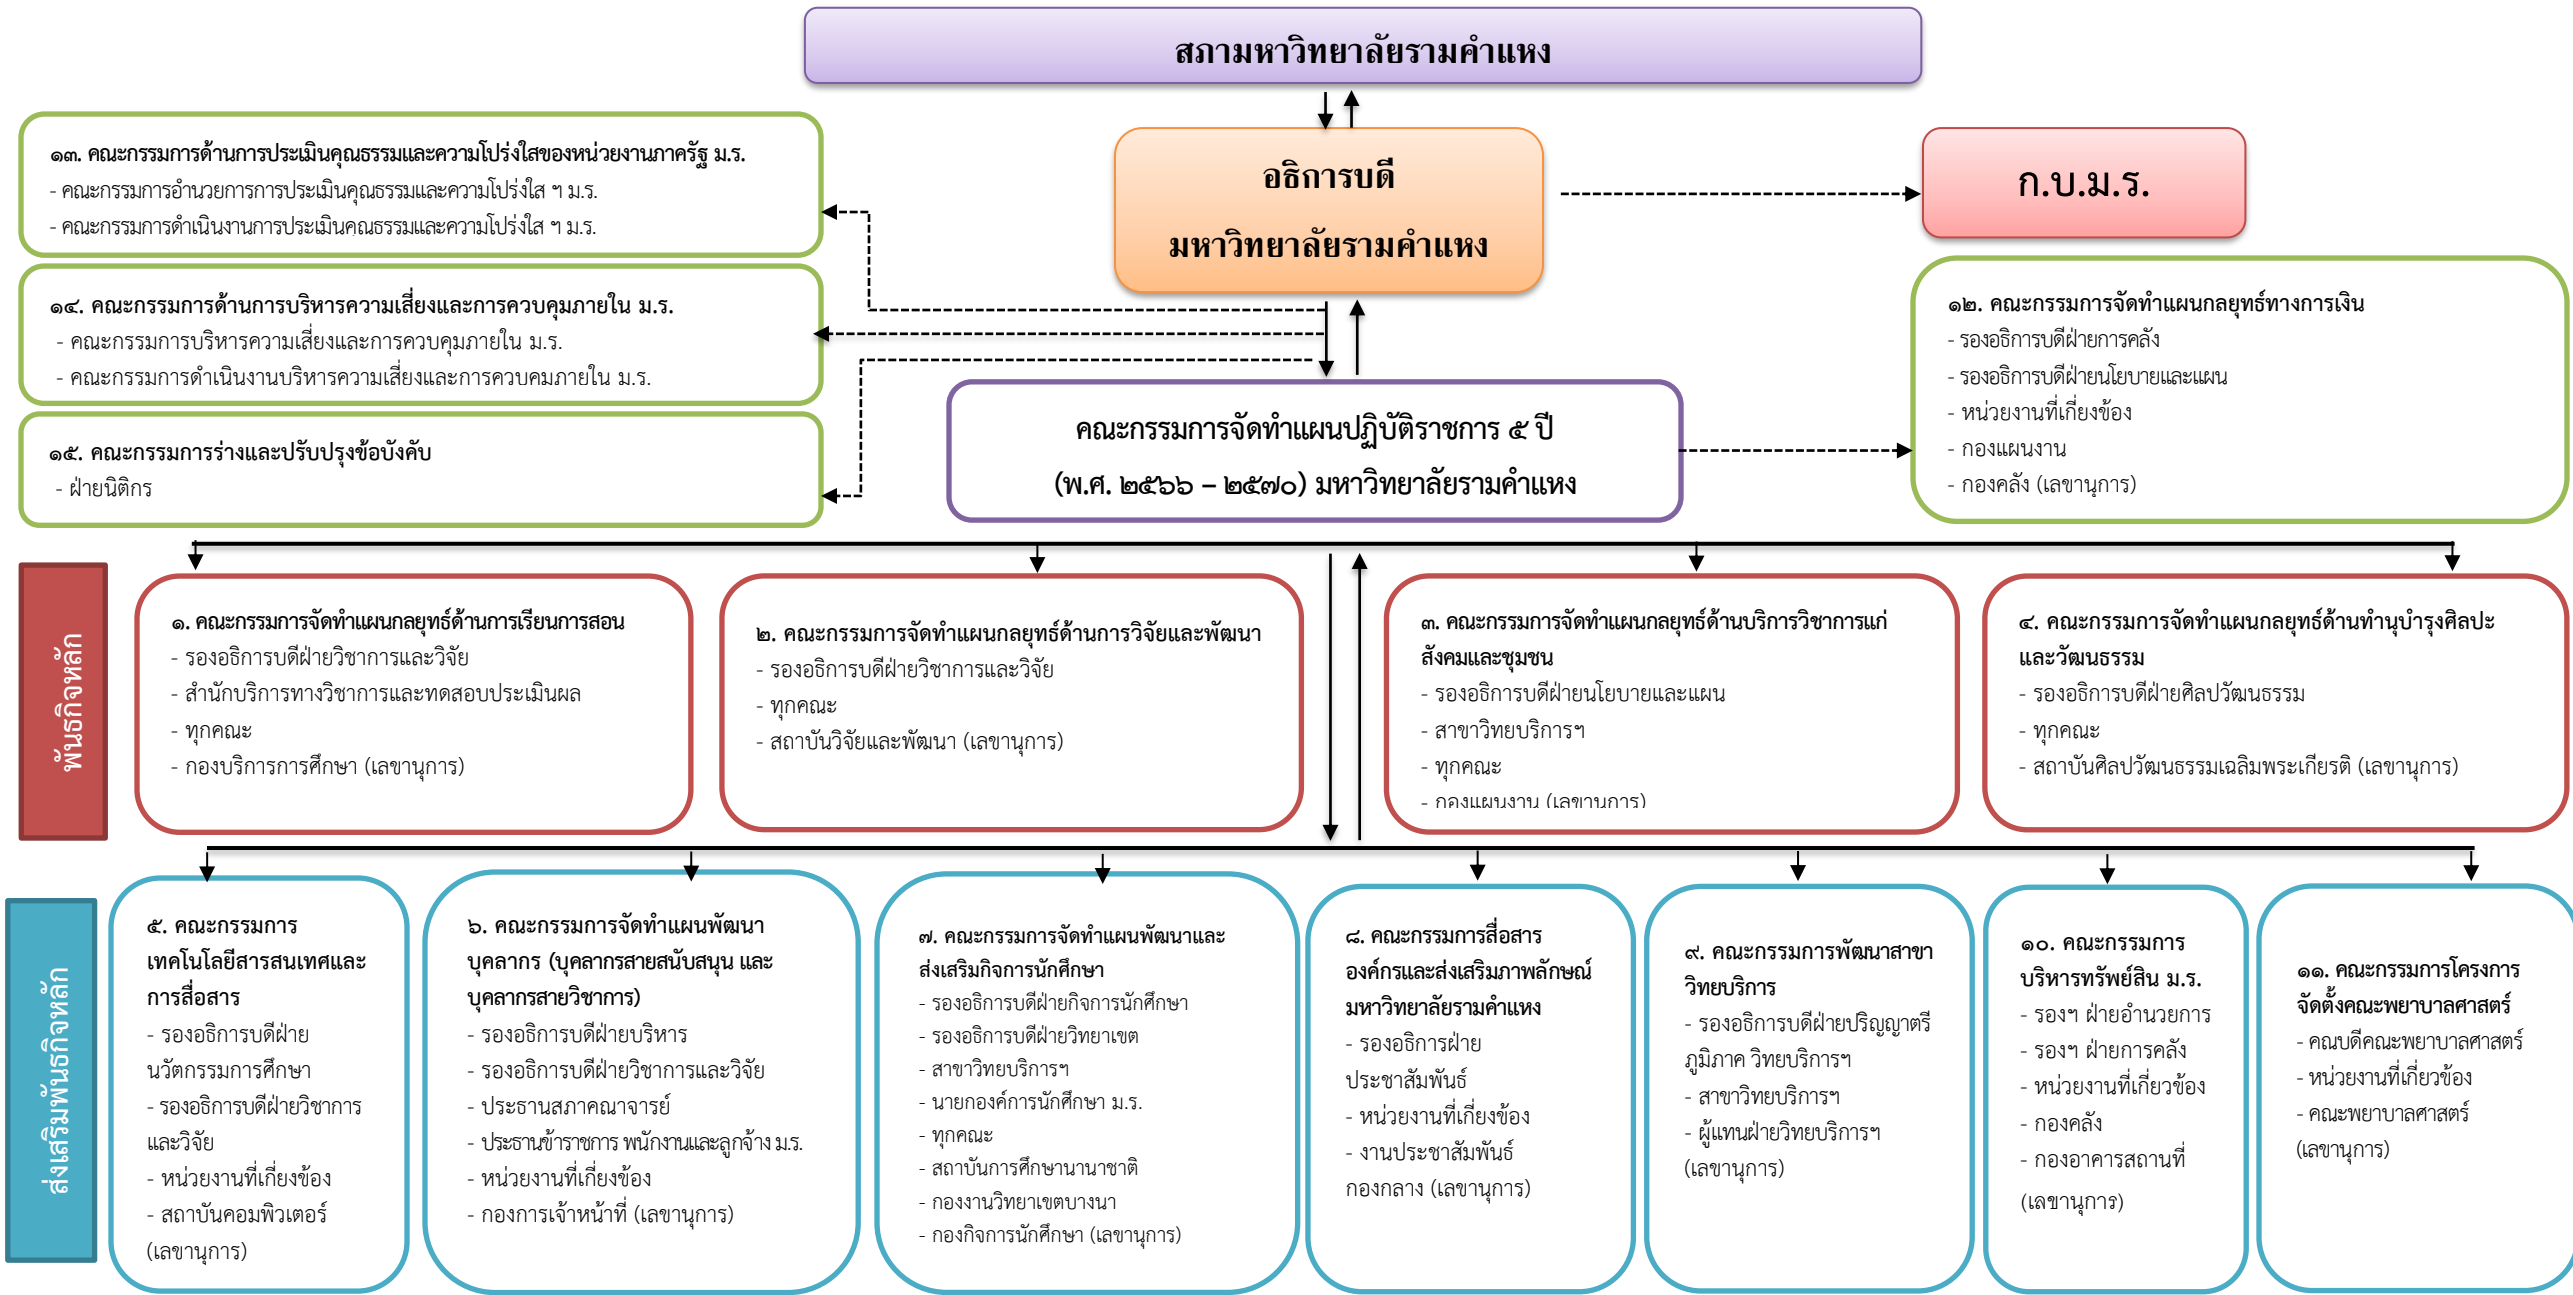 สภามหาวิทยาลัยรามคำแหง
อธิการบดี
มหาวิทยาลัยรามคำแหง
ก.บ.ม.ร.
๑๓. คณะกรรมการด้านการประเมินคุณธรรมและความโปร่งใสของหน่วยงานภาครัฐ ม.ร.
- คณะกรรมการอำนวยการการประเมินคุณธรรมและความโปร่งใส ฯ ม.ร.
- คณะกรรมการดำเนินงานการประเมินคุณธรรมและความโปร่งใส ฯ ม.ร.
๑๔. คณะกรรมการด้านการบริหารความเสี่ยงและการควบคุมภายใน ม.ร.
- คณะกรรมการบริหารความเสี่ยงและการควบคุมภายใน ม.ร.
- คณะกรรมการดำเนินงานบริหารความเสี่ยงและการควบคมภายใน ม.ร.
๑๕. คณะกรรมการร่างและปรับปรุงข้อบังคับ
- ฝ่ายนิติกร
คณะกรรมการจัดทำแผนปฏิบัติราชการ ๕ ปี
(พ.ศ. ๒๕๖๖ – ๒๕๗๐) มหาวิทยาลัยรามคำแหง
๑๒. คณะกรรมการจัดทำแผนกลยุทธ์ทางการเงิน
- รองอธิการบดีฝ่ายการคลัง
- รองอธิการบดีฝ่ายนโยบายและแผน
- หน่วยงานที่เกี่ยงข้อง
- กองแผนงาน
- กองคลัง (เลขานุการ)
พันธกิจหลัก
๑. คณะกรรมการจัดทำแผนกลยุทธ์ด้านการเรียนการสอน
- รองอธิการบดีฝ่ายวิชาการและวิจัย
- สำนักบริการทางวิชาการและทดสอบประเมินผล
- ทุกคณะ
- กองบริการการศึกษา (เลขานุการ)
๒. คณะกรรมการจัดทำแผนกลยุทธ์ด้านการวิจัยและพัฒนา
- รองอธิการบดีฝ่ายวิชาการและวิจัย
- ทุกคณะ
- สถาบันวิจัยและพัฒนา (เลขานุการ)
๓. คณะกรรมการจัดทำแผนกลยุทธ์ด้านบริการวิชาการแก่
สังคมและชุมชน
- รองอธิการบดีฝ่ายนโยบายและแผน
- สาขาวิทยบริการฯ
- ทุกคณะ
- กองแผนงาน (เลขานุการ)
๔. คณะกรรมการจัดทำแผนกลยุทธ์ด้านทำนุบำรุงศิลปะ
และวัฒนธรรม
- รองอธิการบดีฝ่ายศิลปวัฒนธรรม
- ทุกคณะ
- สถาบันศิลปวัฒนธรรมเฉลิมพระเกียรติ (เลขานุการ)
ส่งเสริมพันธกิจหลัก
๕. คณะกรรมการ
เทคโนโลยีสารสนเทศและ
การสื่อสาร
- รองอธิการบดีฝ่าย
นวัตกรรมการศึกษา
- รองอธิการบดีฝ่ายวิชาการ
และวิจัย
- หน่วยงานที่เกี่ยงข้อง
- สถาบันคอมพิวเตอร์
(เลขานุการ)
๖. คณะกรรมการจัดทำแผนพัฒนา
บุคลากร (บุคลากรสายสนับสนุน และ
บุคลากรสายวิชาการ)
- รองอธิการบดีฝ่ายบริหาร
- รองอธิการบดีฝ่ายวิชาการและวิจัย
- ประธานสภาคณาจารย์
- ประธานข้าราชการ พนักงานและลูกจ้าง ม.ร.
- หน่วยงานที่เกี่ยงข้อง
- กองการเจ้าหน้าที่ (เลขานุการ)
๗. คณะกรรมการจัดทำแผนพัฒนาและ
ส่งเสริมกิจการนักศึกษา
- รองอธิการบดีฝ่ายกิจการนักศึกษา
- รองอธิการบดีฝ่ายวิทยาเขต
- สาขาวิทยบริการฯ
- นายกองค์การนักศึกษา ม.ร.
- ทุกคณะ
- สถาบันการศึกษานานาชาติ
- กองงานวิทยาเขตบางนา
- กองกิจการนักศึกษา (เลขานุการ)
๘. คณะกรรมการสื่อสาร
องค์กรและส่งเสริมภาพลักษณ์
มหาวิทยาลัยรามคำแหง
- รองอธิการฝ่าย
ประชาสัมพันธ์
- หน่วยงานที่เกี่ยงข้อง
- งานประชาสัมพันธ์
กองกลาง (เลขานุการ)
๙. คณะกรรมการพัฒนาสาขา
วิทยบริการ
- รองอธิการบดีฝ่ายปริญญาตรี
ภูมิภาค วิทยบริการฯ
- สาขาวิทยบริการฯ
- ผู้แทนฝ่ายวิทยบริการฯ
(เลขานุการ)
๑๐. คณะกรรมการ
บริหารทรัพย์สิน ม.ร.
- รองฯ ฝ่ายอำนวยการ
- รองฯ ฝ่ายการคลัง
- หน่วยงานที่เกี่ยวข้อง
- กองคลัง
- กองอาคารสถานที่
(เลขานุการ)
๑๑. คณะกรรมการโครงการ
จัดตั้งคณะพยาบาลศาสตร์
- คณบดีคณะพยาบาลศาสตร์
- หน่วยงานที่เกี่ยวข้อง
- คณะพยาบาลศาสตร์
(เลขานุการ)